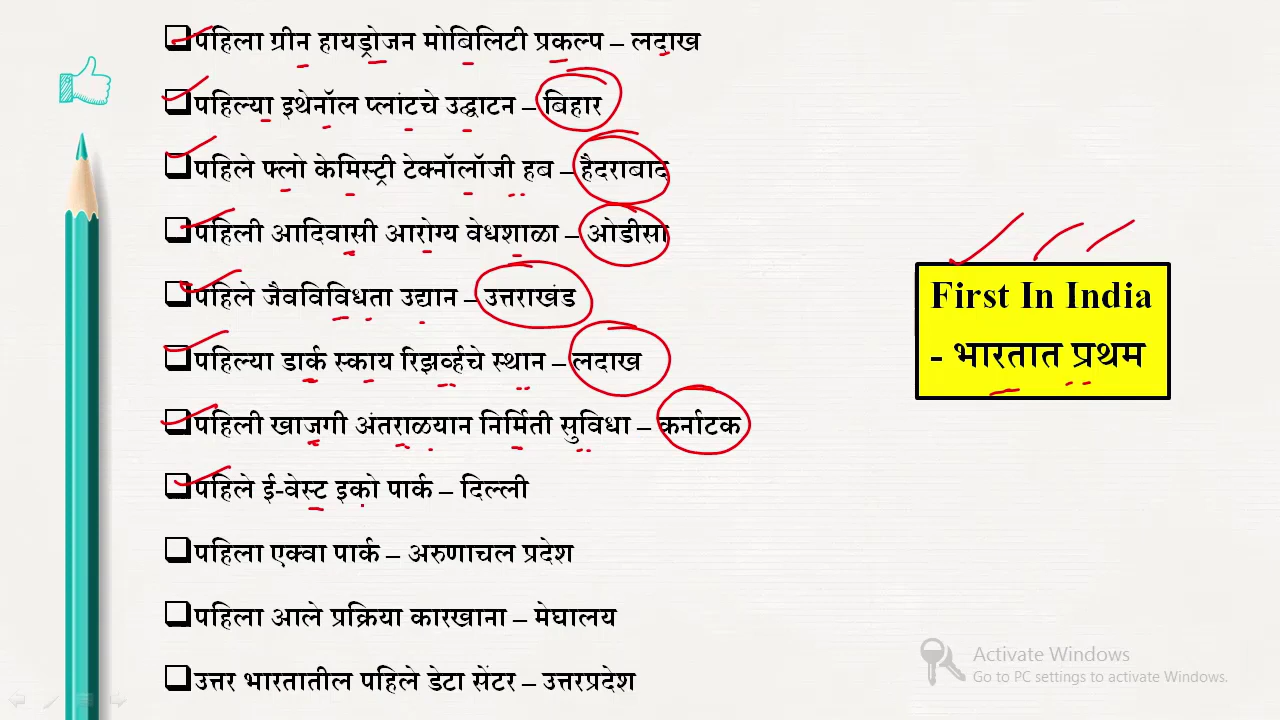 पहिला ग्रीन हायड्रोजन मोबिलिटी प्रकल्प – लदाख
पहिल्या इथेनॉल प्लांटचे उद्घाटन – बिहार
पहिले फ्लो केमिस्ट्री टेक्नॉलॉजी हब – हैदराबाद
पहिली आदिवासी आरोग्य वेधशाळा – ओडीसा
पहिले जैवविविधता उद्यान – उत्तराखंड
पहिल्या डार्क स्काय रिझर्व्हचे स्थान – लदाख
पहिली खाजगी अंतराळयान निर्मिती सुविधा – कर्नाटक
पहिले ई-वेस्ट इको पार्क – दिल्ली
पहिला एक्वा पार्क – अरुणाचल प्रदेश
पहिला आले प्रक्रिया कारखाना – मेघालय
उत्तर भारतातील पहिले डेटा सेंटर – उत्तरप्रदेश
First In India
- भारतात प्रथम
Activate Windows
Go to PC settings to activate Windows.